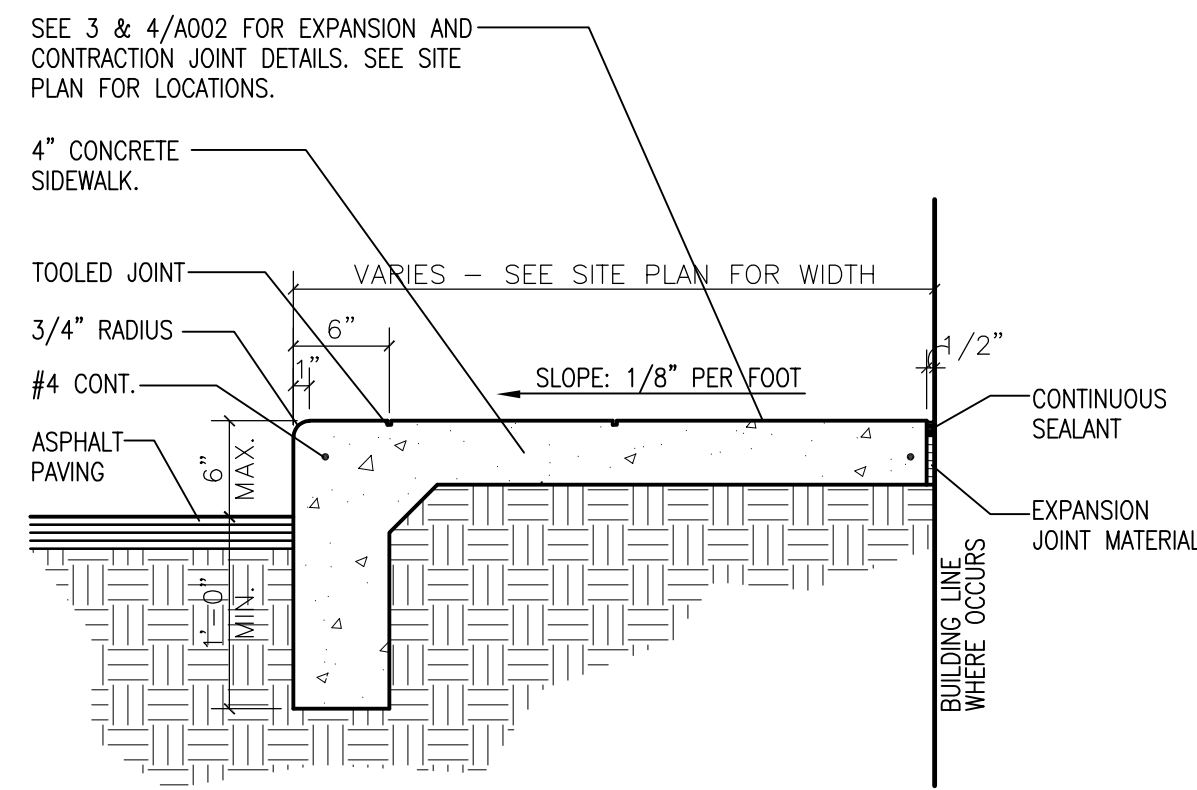 SEE 3 & 4/A002 FOR EXPANSION AND
CONTRACTION JOINT DETAILS. SEE SITE
PLAN FOR LOCATIONS.
4” CONCRETE
SIDEWALK.
TOOLED JOINT
VARIES – SEE SITE PLAN FOR WIDTH
3/4” RADIUS
6”
1”
1/2”
#4 CONT.
SLOPE: 1/8” PER FOOT
CONTINUOUS
SEALANT
ASPHALT
PAVING
6”
MAX.
EXPANSION
JOINT MATERIAL
1’–0”
MIN.
BUILDING LINE
WHERE OCCURS